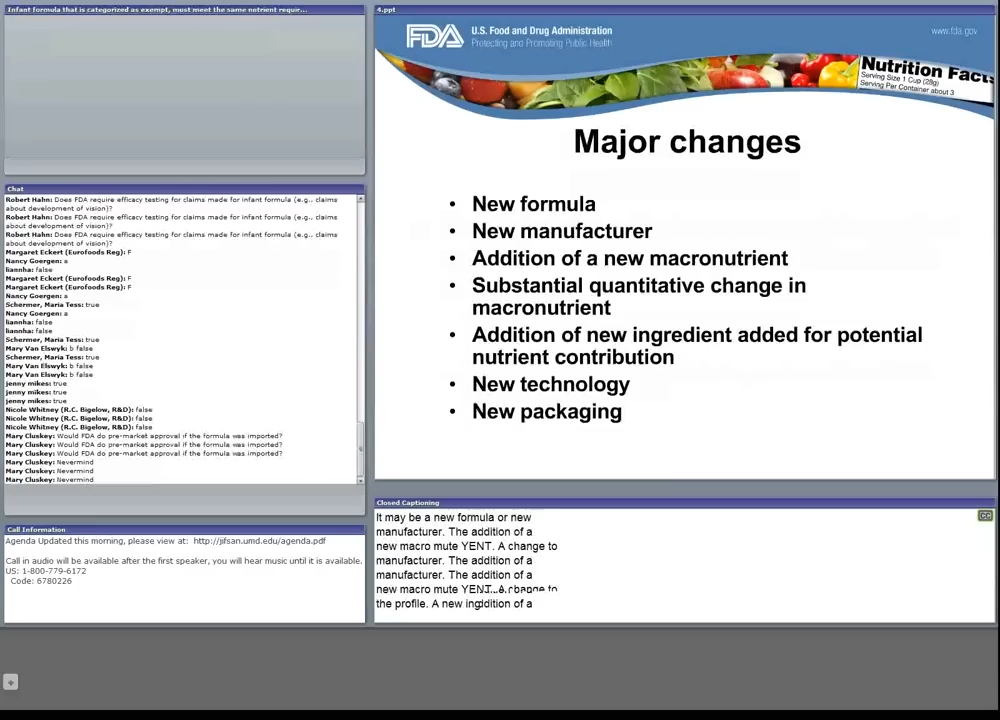 Infant formula that is categorized as exempt, must meet the same nutrient requir...
Chat
Robert Hahn: Does FDA require efficacy testing for claims made for infant formula (e.g., claims
about development of vision)?
Robert Hahn: Does FDA require efficacy testing for claims made for infant formula (e.g., claims
about development of vision)?
Robert Hahn: Does FDA require efficacy testing for claims made for infant formula (e.g., claims
about development of vision)?
Margaret Eckert (Eurofoods Reg): F
Nancy Goergen: a
liannha: false
Margaret Eckert (Eurofoods Reg): F
Margaret Eckert (Eurofoods Reg): F
Nancy Goergen: a
Schermer, Maria Tess: true
Nancy Goergen: a
liannha: false
liannha: false
Schermer, Maria Tess: true
Mary Van Elswyk: b false
Schermer, Maria Tess: true
Mary Van Elswyk: b false
Mary Van Elswyk: b false
jenny mikes: true
jenny mikes: true
jenny mikes: true
Nicole Whitney (R.C. Bigelow, R&D): false
Nicole Whitney (R.C. Bigelow, R&D): false
Nicole Whitney (R.C. Bigelow, R&D): false
Mary Cluskey: Would FDA do pre-market approval if the formula was imported?
Mary Cluskey: Would FDA do pre-market approval if the formula was imported?
Mary Cluskey: Would FDA do pre-market approval if the formula was imported?
Mary Cluskey: Nevermind
Mary Cluskey: Nevermind
Mary Cluskey: Nevermind
Call Information
Agenda Updated this morning, please view at: http://jifsan.umd.edu/agenda.pdf
Call in audio will be available after the first speaker, you will hear music until it is available.
US: 1-800-779-6172
Code: 6780226
4.ppt
FDA U.S. Food and Drug Administration
Protecting and Promoting Public Health
www.fda.gov
Nutrition Facts
Serving Size 1 Cup (28g)
Serving Per Container about 3
Major changes
• New formula
• New manufacturer
• Addition of a new macronutrient
• Substantial quantitative change in
macronutrient
• Addition of new ingredient added for potential
nutrient contribution
• New technology
• New packaging
Closed Captioning
CC
It may be a new formula or new
manufacturer. The addition of a
new macro mute YENT. A change to
manufacturer. The addition of a
manufacturer. The addition of a
new macro mute YENT. A change to
the profile. A new